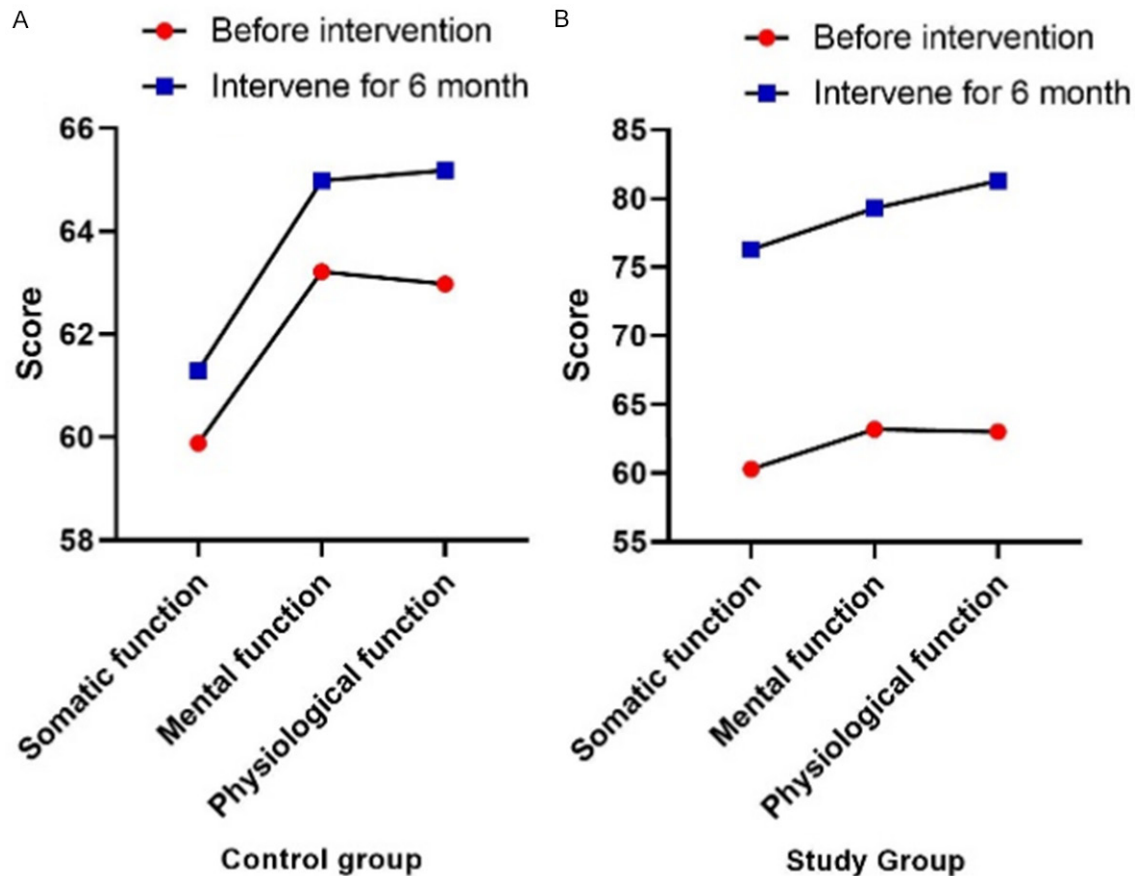 A
Before intervention
Intervene for 6 month
66
64
62
60
58
Score
Somatic function
Mental function
Physiological function
Control group
B
Before intervention
Intervene for 6 month
85
80
75
70
65
60
55
Score
Somatic function
Mental function
Physiological function
Study Group